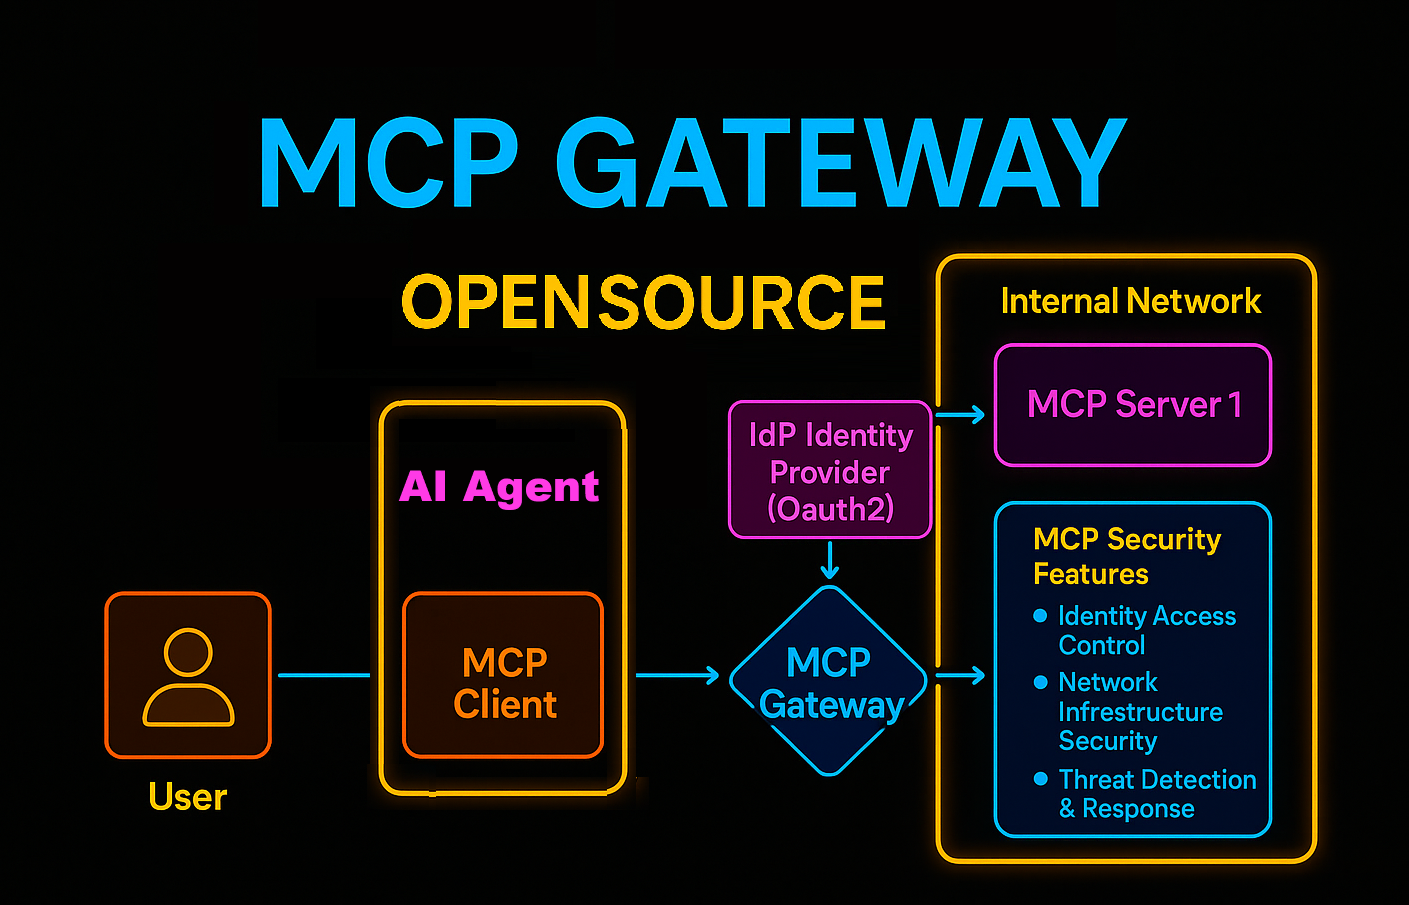 MCP GATEWAY
OPENSOURCE
Internal Network
MCP Server 1
IdP Identity
Provider
(Oauth2)
AI Agent
MCP Security
Features
Identity Access
Control
Network
Infrestructure
Security
Threat Detection
& Response
MCP
Client
MCP
Gateway
User